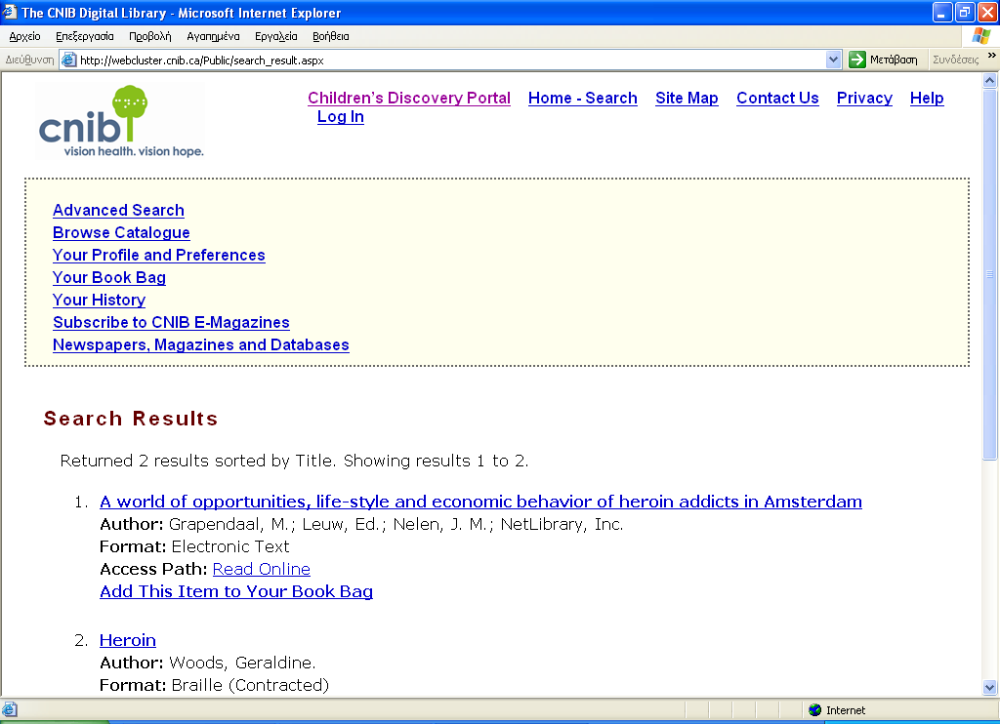 The CNIB Digital Library - Microsoft Internet Explorer
Αρχείο Επεξεργασία Προβολή Αγαπημένα Εργαλεία Βοήθεια
Διεύθυνση http://webcluster.cnib.ca/Public/search_result.aspx Μετάβαση Συνδέσεις »
cnib
vision health. vision hope.
Children's Discovery Portal Home - Search Site Map Contact Us Privacy Help
Log In
Advanced Search
Browse Catalogue
Your Profile and Preferences
Your Book Bag
Your History
Subscribe to CNIB E-Magazines
Newspapers, Magazines and Databases
Search Results
Returned 2 results sorted by Title. Showing results 1 to 2.
1. A world of opportunities, life-style and economic behavior of heroin addicts in Amsterdam
Author: Grapendaal, M.; Leuw, Ed.; Nelen, J. M.; NetLibrary, Inc.
Format: Electronic Text
Access Path: Read Online
Add This Item to Your Book Bag
2. Heroin
Author: Woods, Geraldine.
Format: Braille (Contracted)
Internet